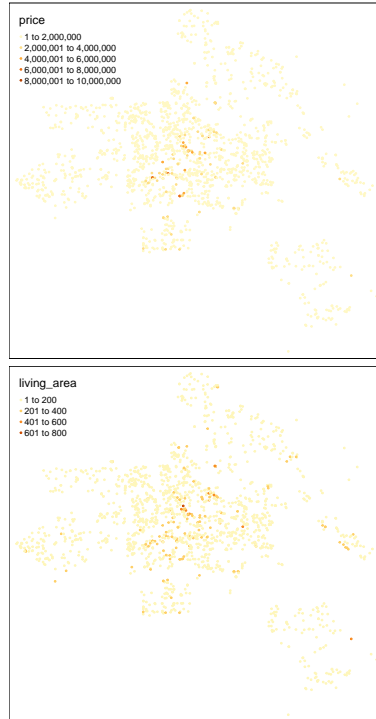 price
1 to 2,000,000
2,000,001 to 4,000,000
4,000,001 to 6,000,000
6,000,001 to 8,000,000
8,000,001 to 10,000,000
living_area
1 to 200
201 to 400
401 to 600
601 to 800